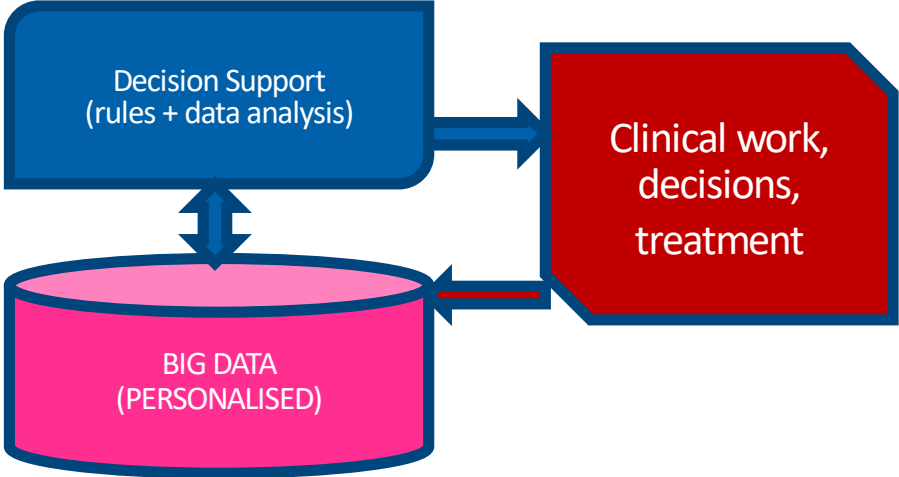 Decision Support
(rules + data analysis)
Clinical work,
decisions,
treatment
BIG DATA
(PERSONALISED)